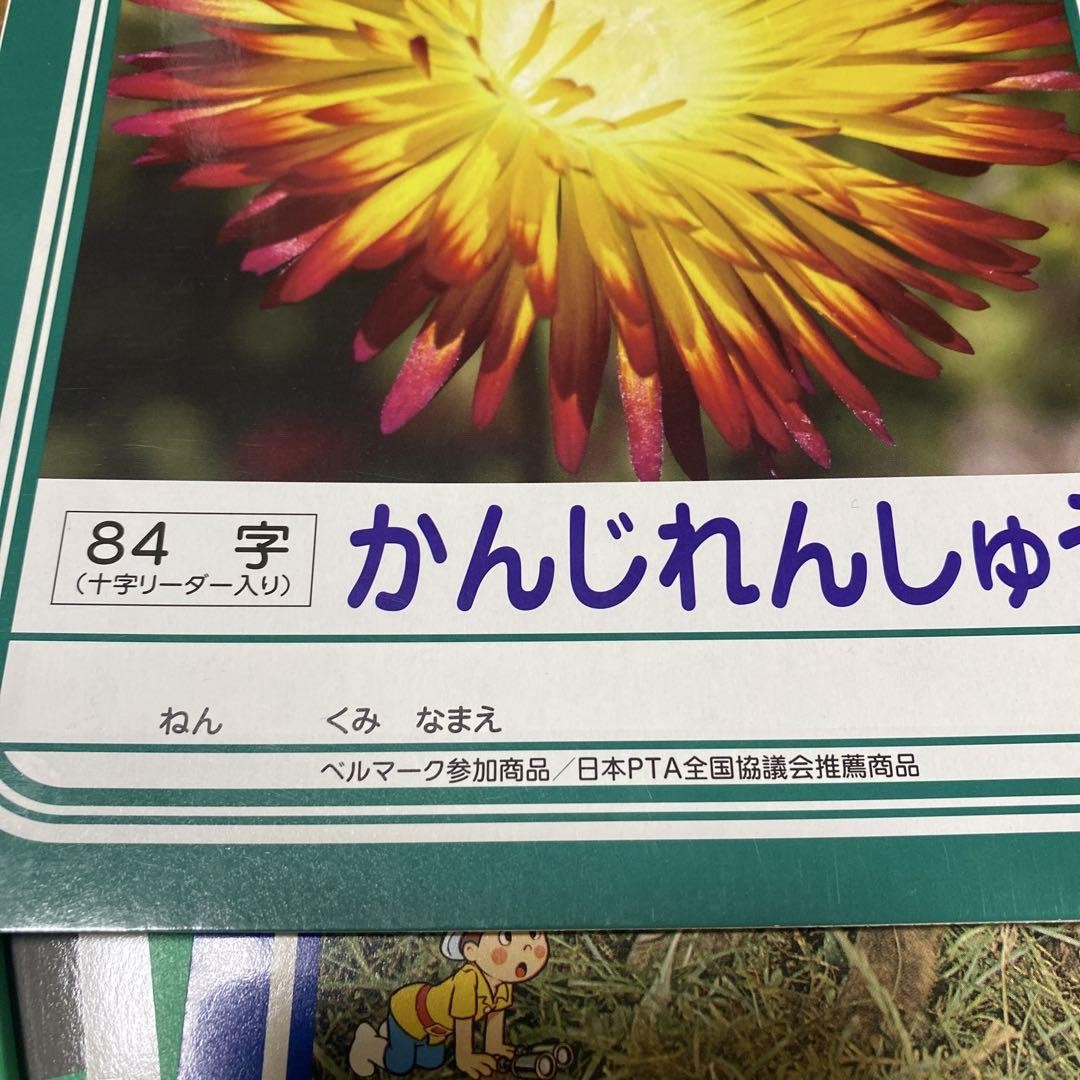 84 字
(十字リーダー入り)
かんじれんしゅう
ねん くみ なまえ
ベルマーク参加商品/日本PTA全国協議会推薦商品